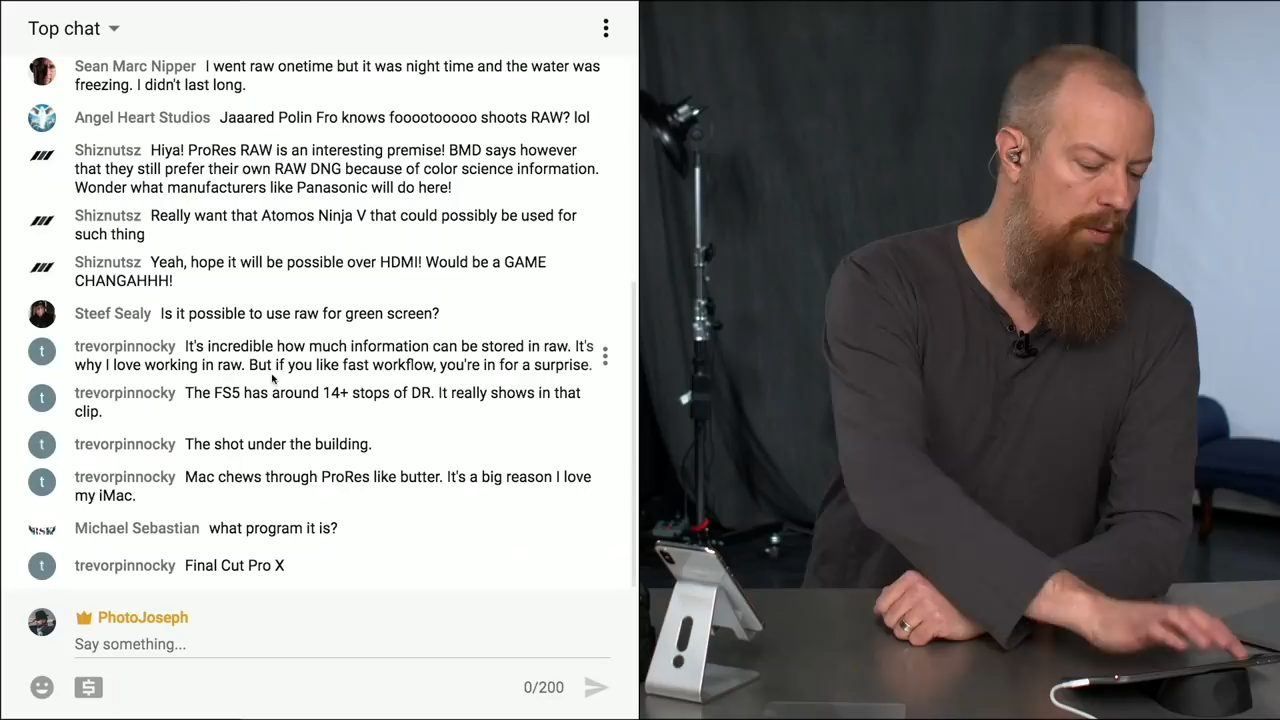 Top chat
Sean Marc Nipper I went raw onetime but it was night time and the water was
freezing. I didn't last long.
Angel Heart Studios Jaaared Polin Fro knows fooootooooo shoots RAW? lol
Shiznutsz Hiya! ProRes RAW is an interesting premise! BMD says however
that they still prefer their own RAW DNG because of color science information.
Wonder what manufacturers like Panasonic will do here!
Shiznutsz Really want that Atomos Ninja V that could possibly be used for
such thing
Shiznutsz Yeah, hope it will be possible over HDMI! Would be a GAME
CHANGAHHH!
Steef Sealy Is it possible to use raw for green screen?
t trevorpinnocky It's incredible how much information can be stored in raw. It's
why I love working in raw. But if you like fast workflow, you're in for a surprise.
t trevorpinnocky The FS5 has around 14+ stops of DR. It really shows in that
clip.
t trevorpinnocky The shot under the building.
t trevorpinnocky Mac chews through ProRes like butter. It's a big reason I love
my iMac.
Michael Sebastian what program it is?
t trevorpinnocky Final Cut Pro X
PhotoJoseph
Say something...
$ 0/200